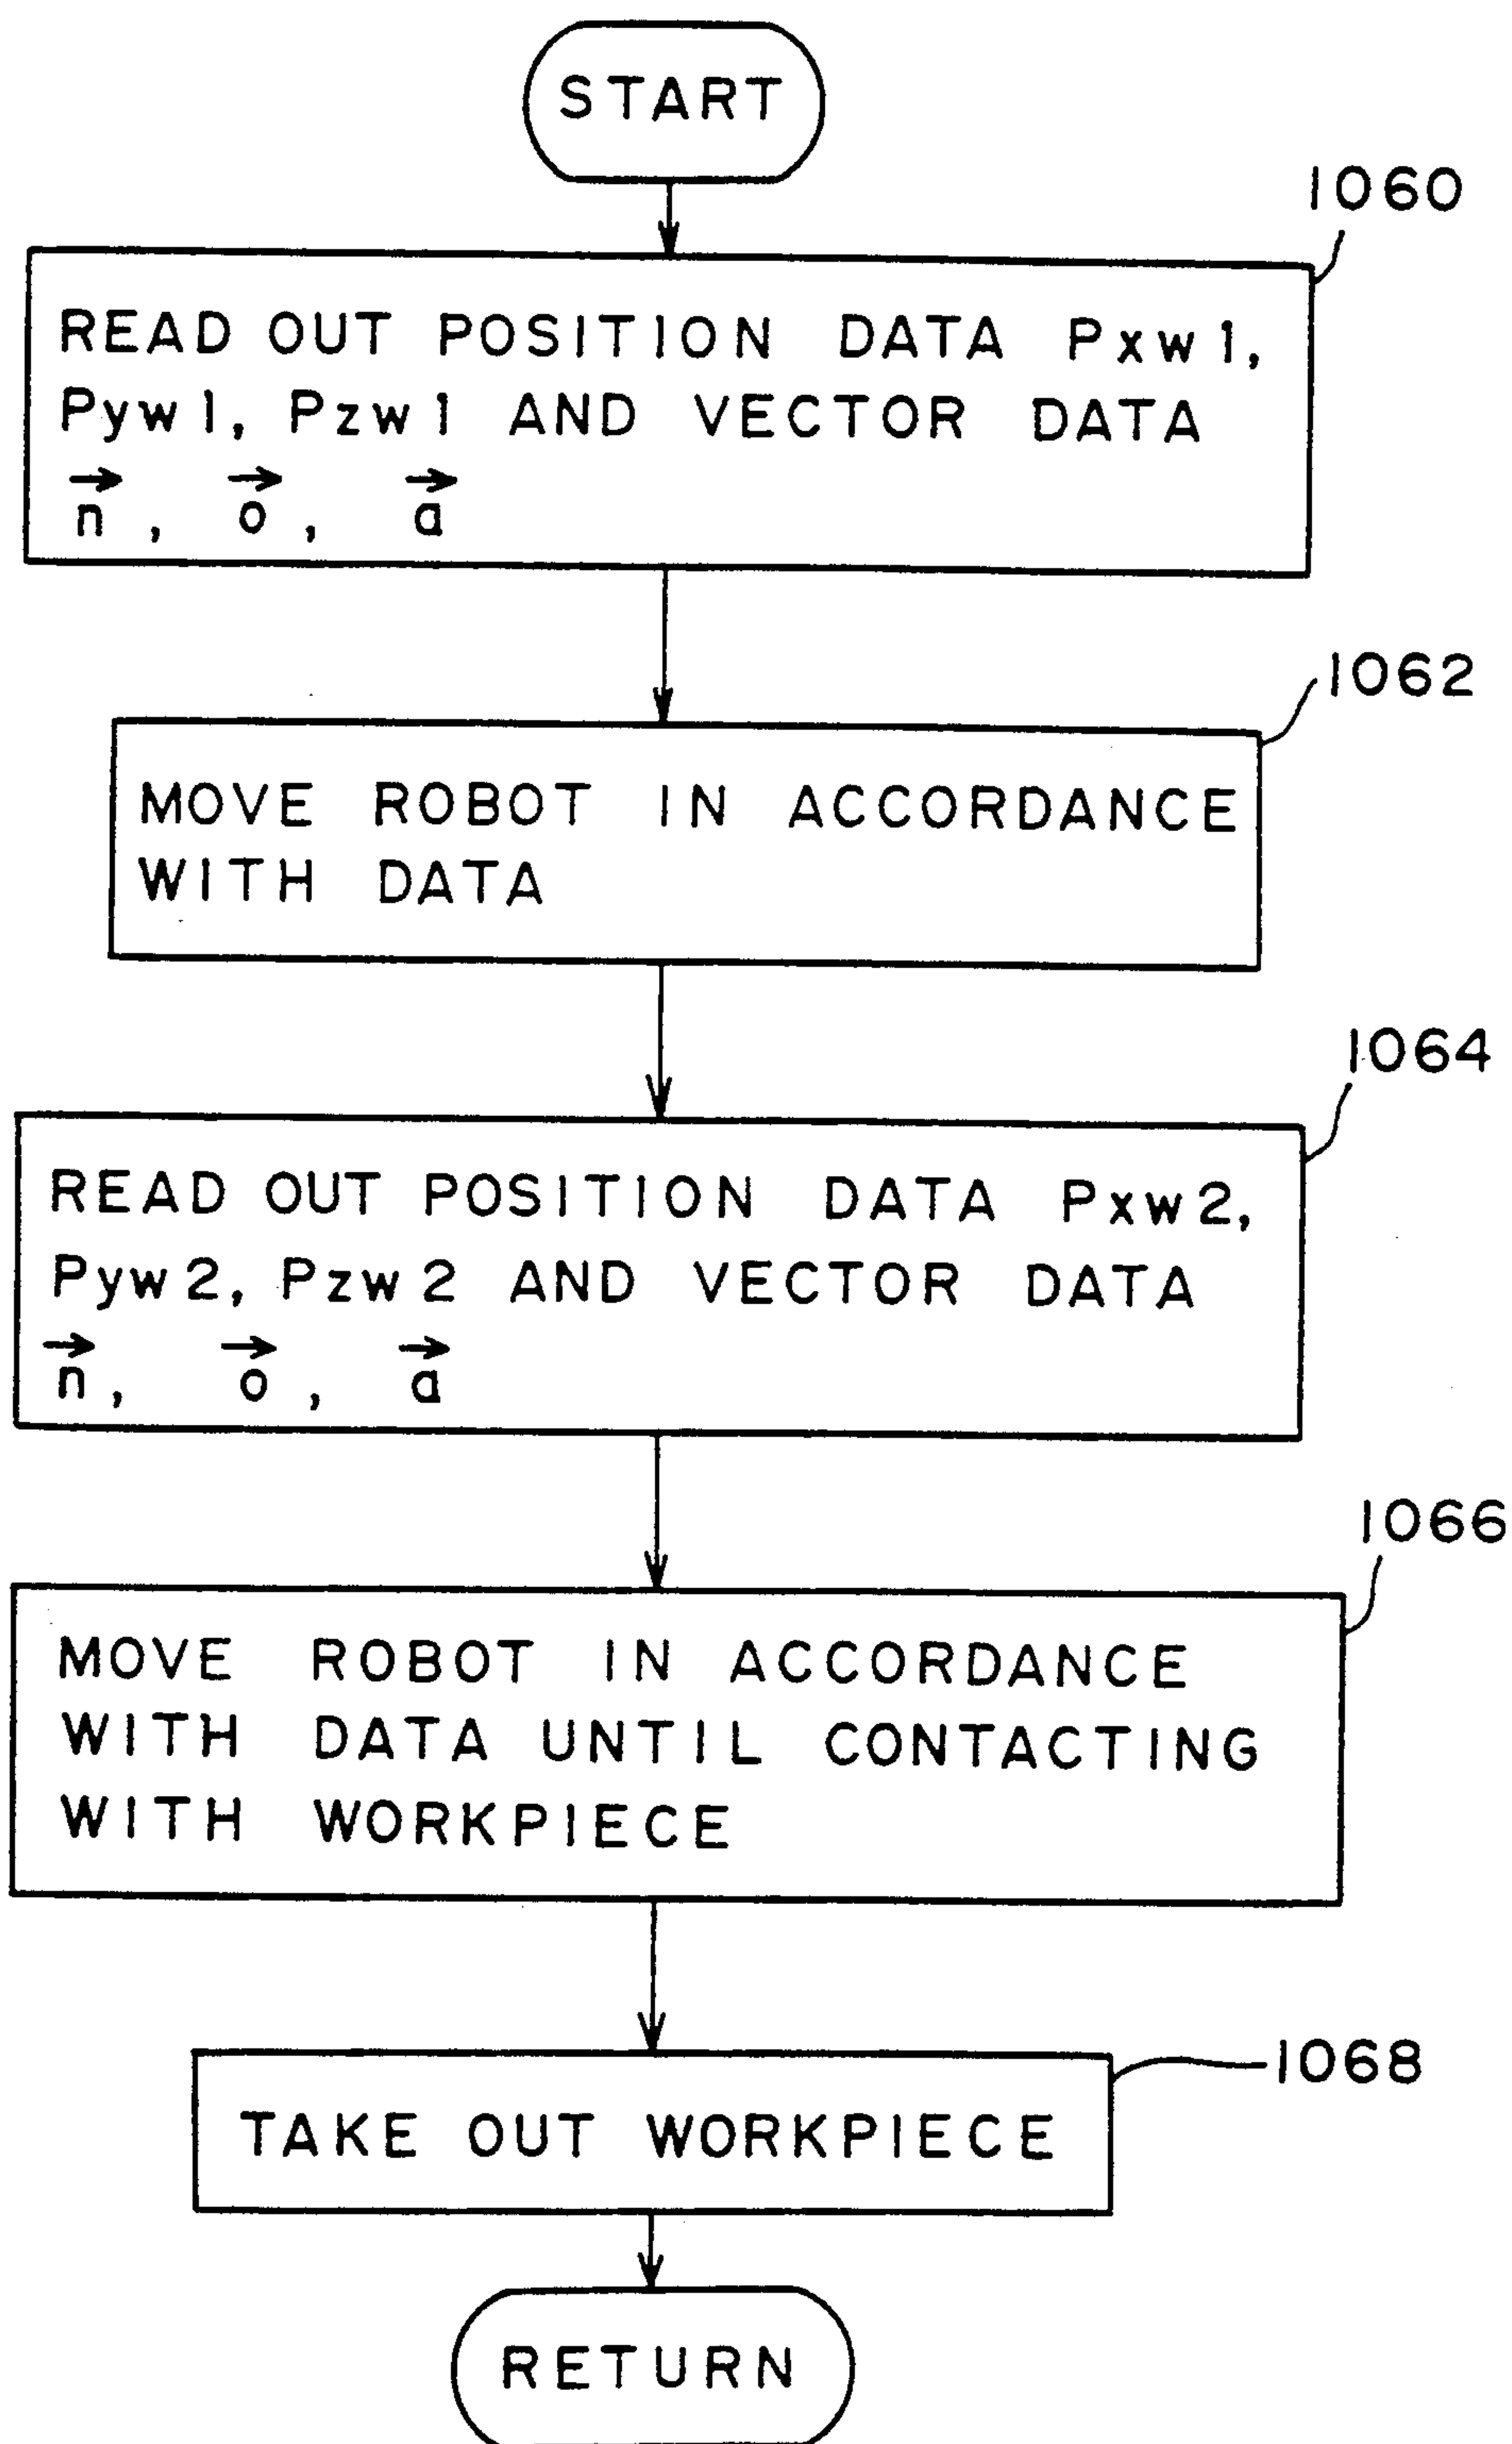 START
1060
READ OUT POSITION DATA Pxw1,
Pyw1, Pzw1 AND VECTOR DATA
n⃗, o⃗, a⃗
1062
MOVE ROBOT IN ACCORDANCE
WITH DATA
1064
READ OUT POSITION DATA Pxw2,
Pyw2, Pzw2 AND VECTOR DATA
n⃗, o⃗, a⃗
1066
MOVE ROBOT IN ACCORDANCE
WITH DATA UNTIL CONTACTING
WITH WORKPIECE
1068
TAKE OUT WORKPIECE
RETURN